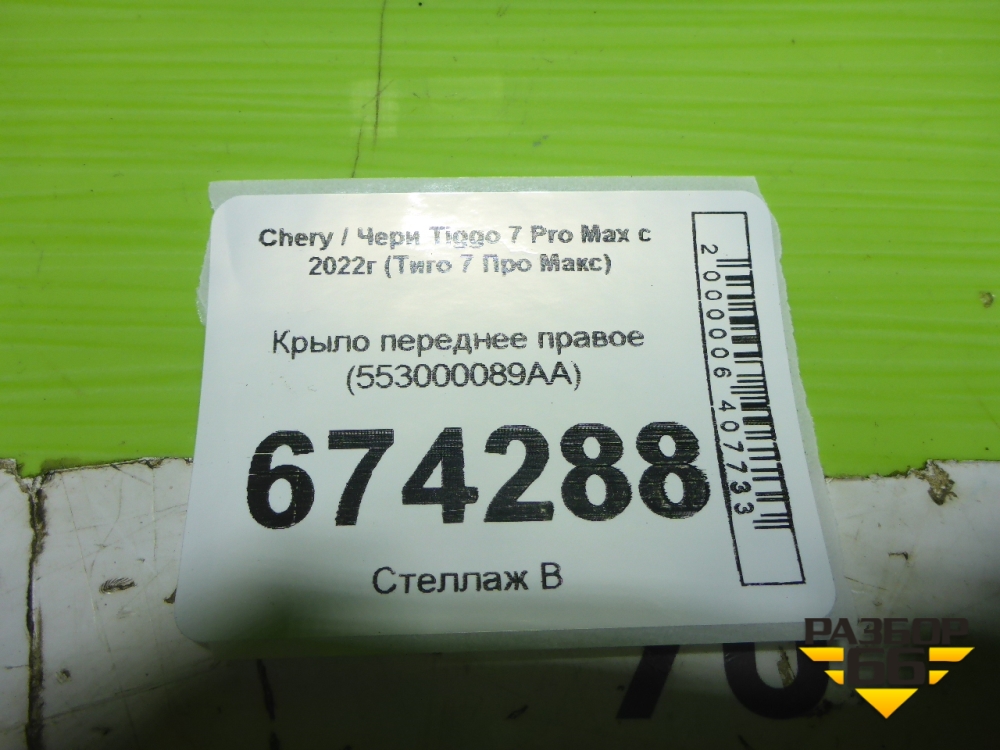 Chery / Чери Tiggo 7 Pro Max с
2022г (Тиго 7 Про Макс)
Крыло переднее правое
(553000089AA)
674288
Стеллаж В
2000006407733
РАЗБОР
66